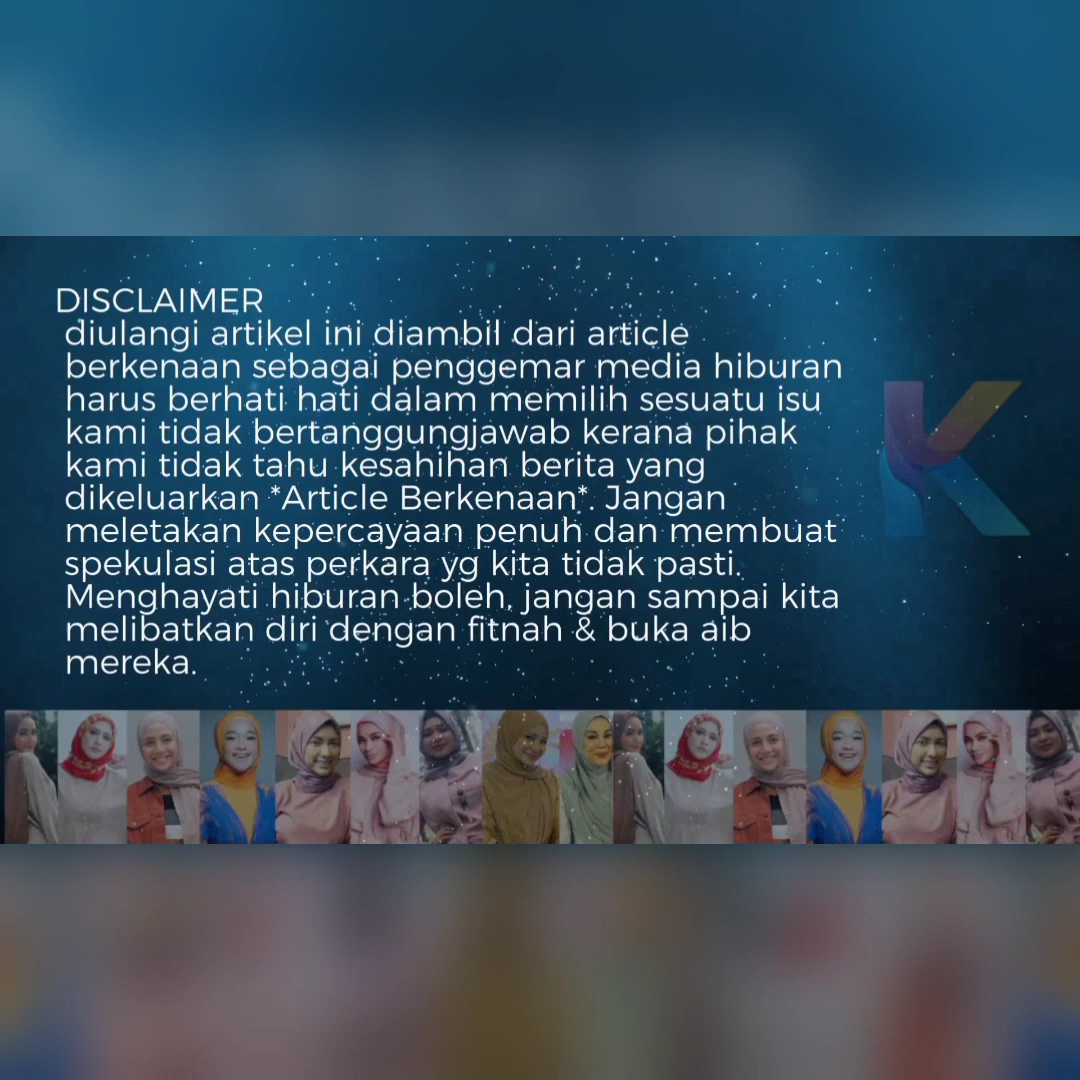 DISCLAIMER
diulangi artikel ini diambil dari article
berkenaan sebagai penggemar media hiburan
harus berhati hati dalam memilih sesuatu isu
kami tidak bertanggungjawab kerana pihak
kami tidak tahu kesahihan berita yang
dikeluarkan *Article Berkenaan*. Jangan
meletakan kepercayaan penuh dan membuat
spekulasi atas perkara yg kita tidak pasti.
Menghayati hiburan boleh, jangan sampai kita
melibatkan diri dengan fitnah & buka aib
mereka.
K